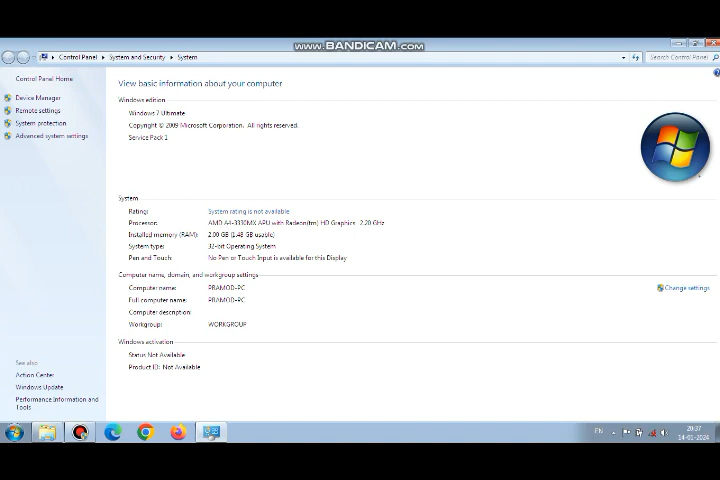 www.BANDICAM.com
Control Panel System and Security System
Search Control Panel
Control Panel Home
Device Manager
Remote settings
System protection
Advanced system settings
View basic information about your computer
Windows edition
Windows 7 Ultimate
Copyright © 2009 Microsoft Corporation. All rights reserved.
Service Pack 1
System
Rating: System rating is not available
Processor: AMD A4-3330MX APU with Radeon(tm) HD Graphics 2.20 GHz
Installed memory (RAM): 2.00 GB (1.48 GB usable)
System type: 32-bit Operating System
Pen and Touch: No Pen or Touch Input is available for this Display
Computer name, domain, and workgroup settings
Computer name: PRAMOD-PC
Change settings
Full computer name: PRAMOD-PC
Computer description:
Workgroup: WORKGROUP
Windows activation
Status Not Available
Product ID: Not Available
See also
Action Center
Windows Update
Performance Information and
Tools
EN
20:37
14-01-2024